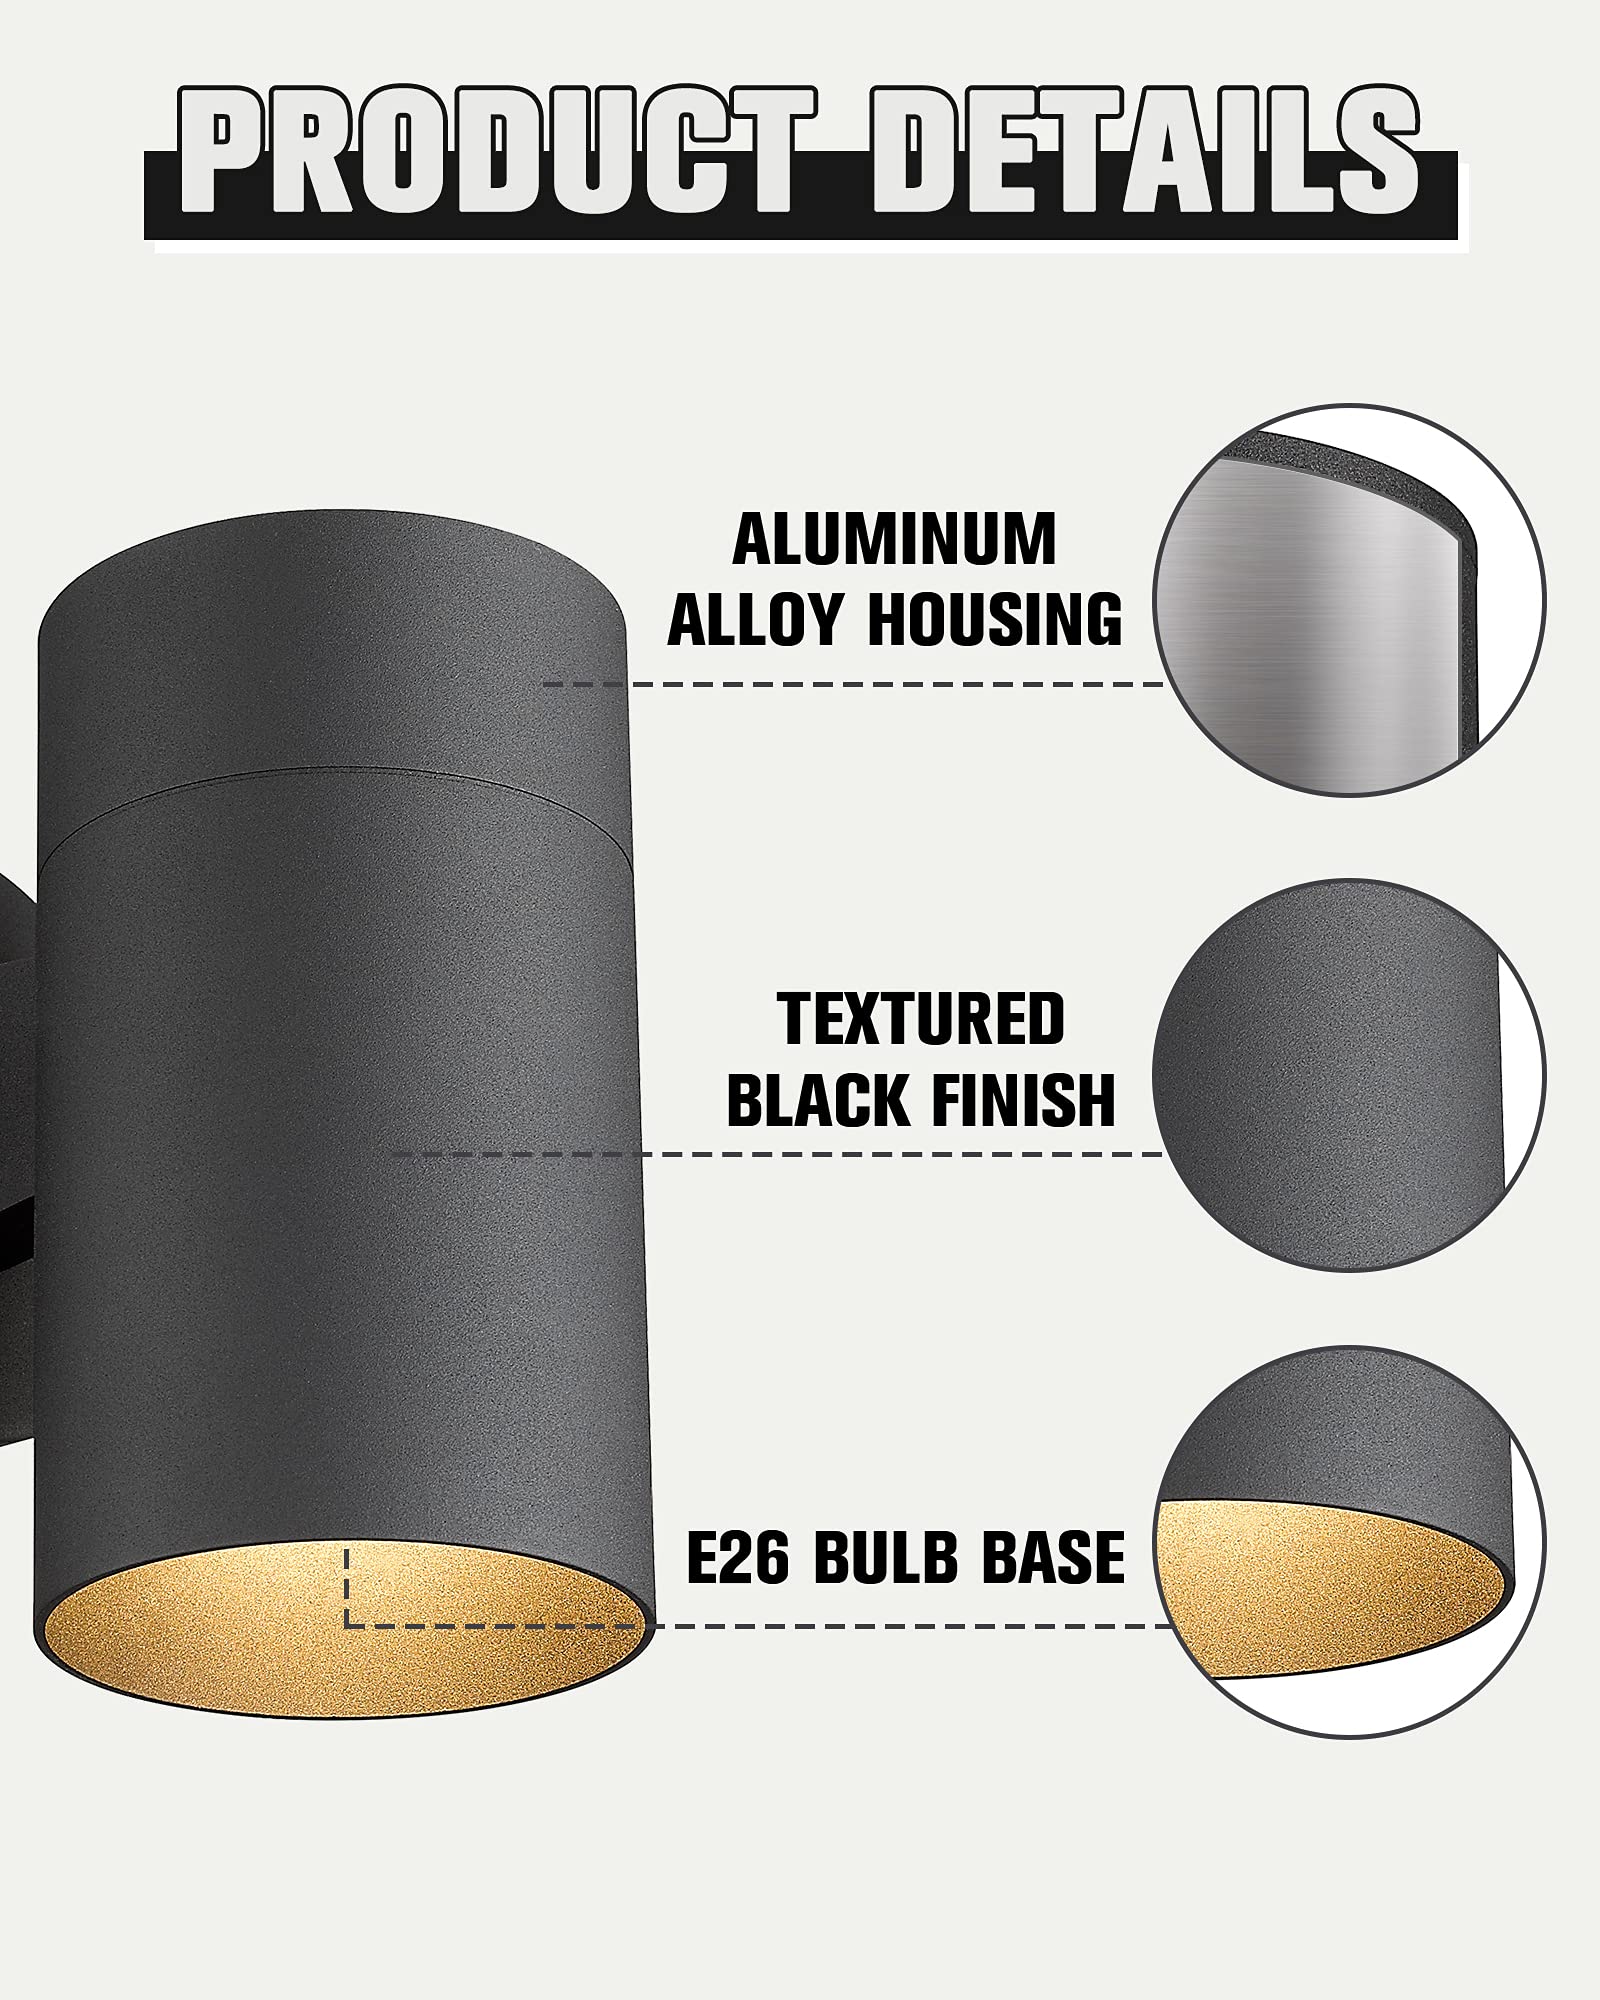 PRODUCT DETAILS
ALUMINUM
ALLOY HOUSING
TEXTURED
BLACK FINISH
E26 BULB BASE